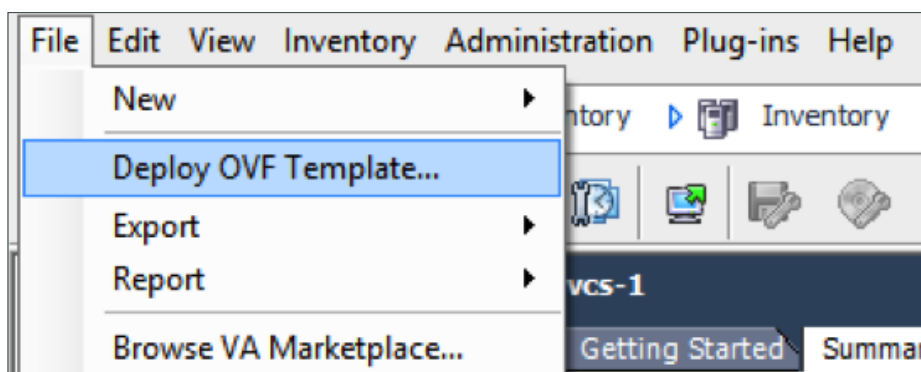 File Edit View Inventory Administration Plug-ins Help
New
ntory Inventory
Deploy OVF Template...
Export
Report
vcs-1
Browse VA Marketplace...
Getting Started Summar